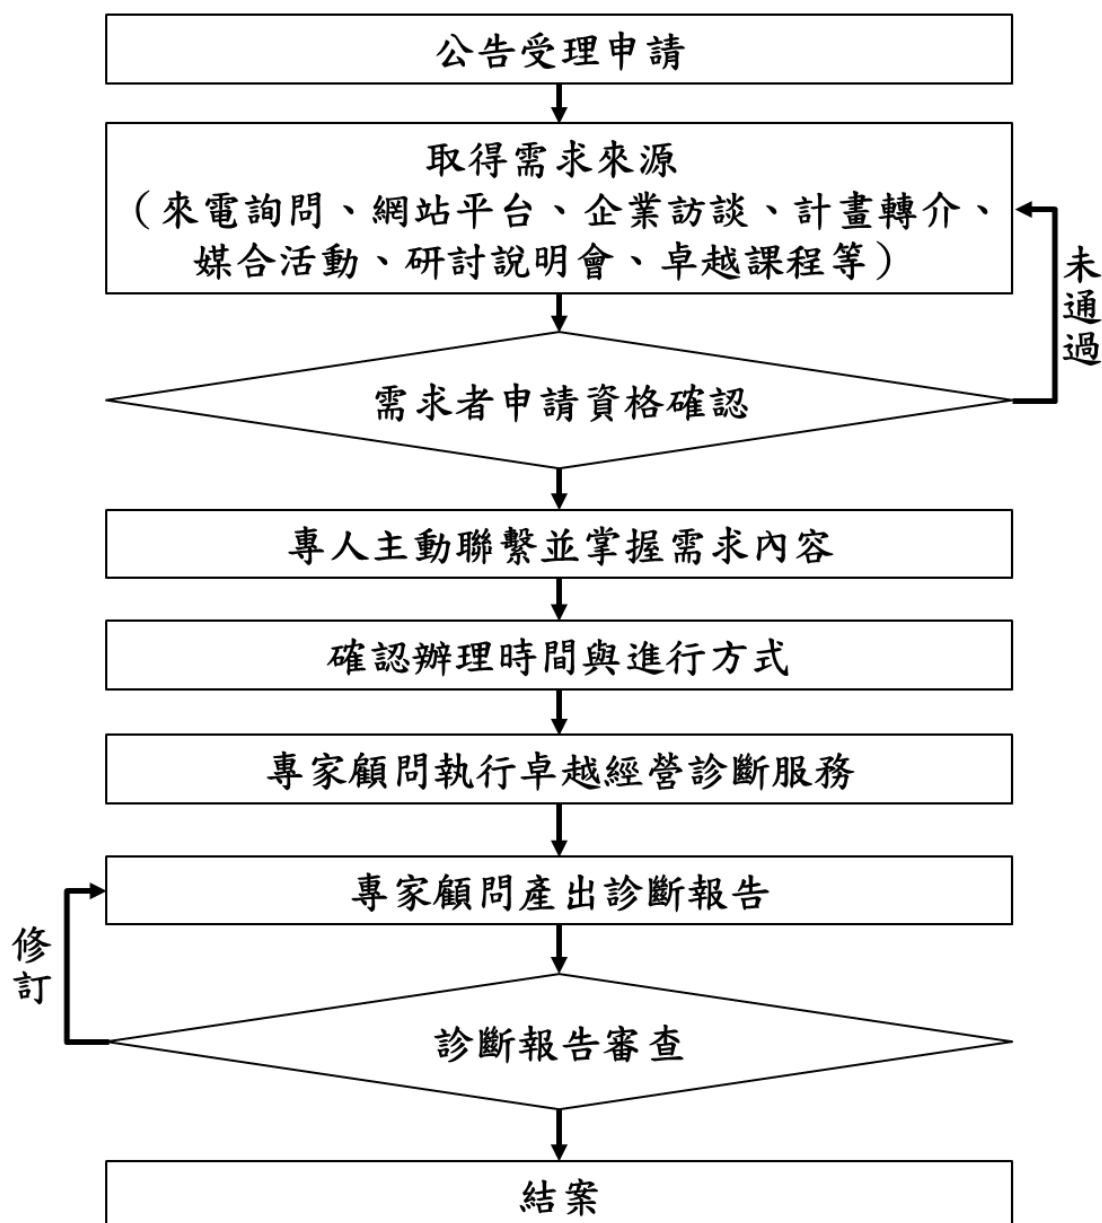 公告受理申請
取得需求來源
（來電詢問、網站平台、企業訪談、計畫轉介、
媒合活動、研討說明會、卓越課程等）
未通過
需求者申請資格確認
專人主動聯繫並掌握需求內容
確認辦理時間與進行方式
專家顧問執行卓越經營診斷服務
專家顧問產出診斷報告
修訂
診斷報告審查
結案